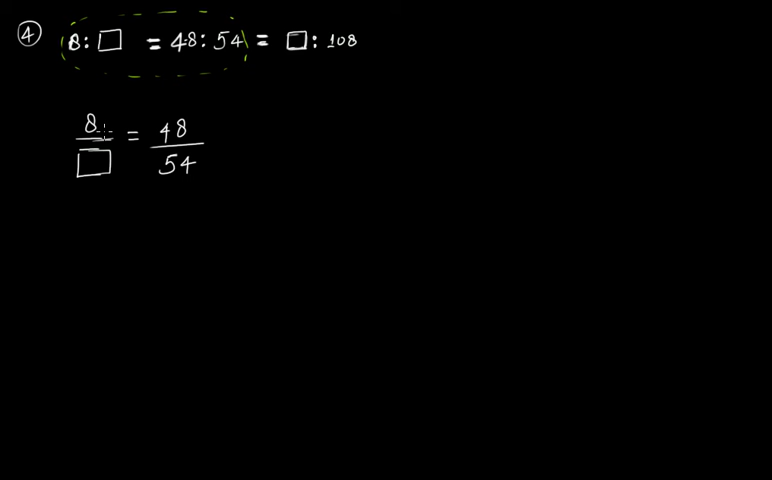 ④ 8: □ = 48: 54 = □: 108
8/□ = 48/54